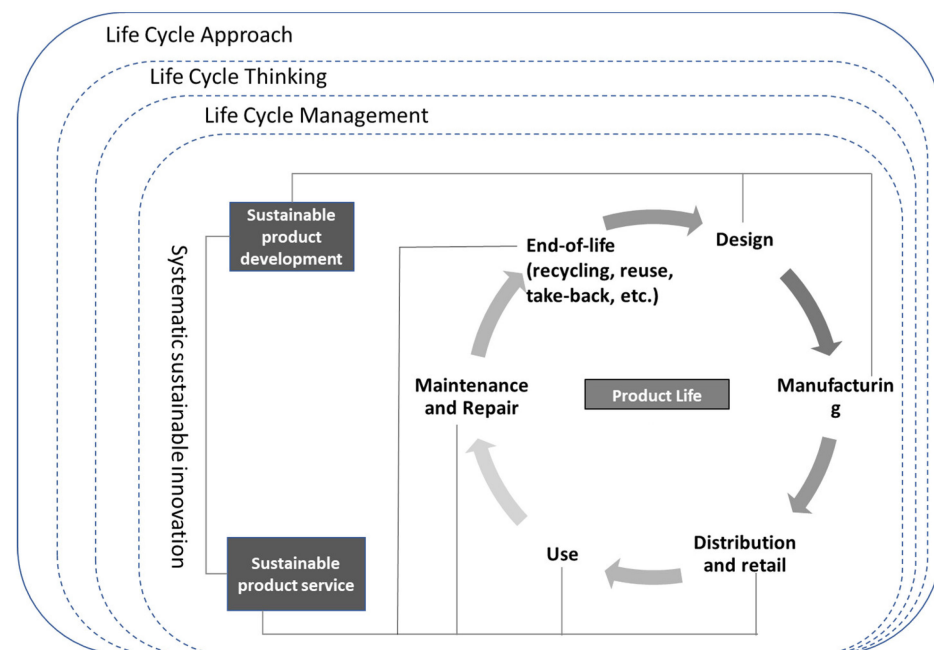 Life Cycle Approach
Life Cycle Thinking
Life Cycle Management
Systematic sustainable innovation
Sustainable
product
development
End-of-life
(recycling, reuse,
take-back, etc.)
Design
Maintenance
and Repair
Product Life
Manufacturin
g
Sustainable
product service
Use
Distribution
and retail